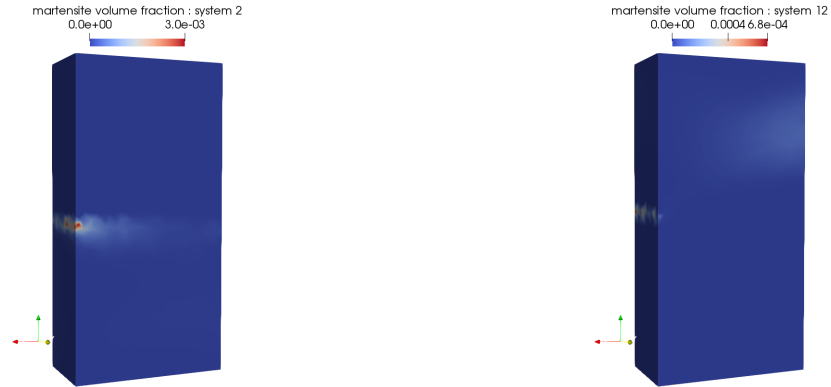 martensite volume fraction : system 2
0.0e+00 3.0e-03
martensite volume fraction : system 12
0.0e+00 0.0004 6.8e-04